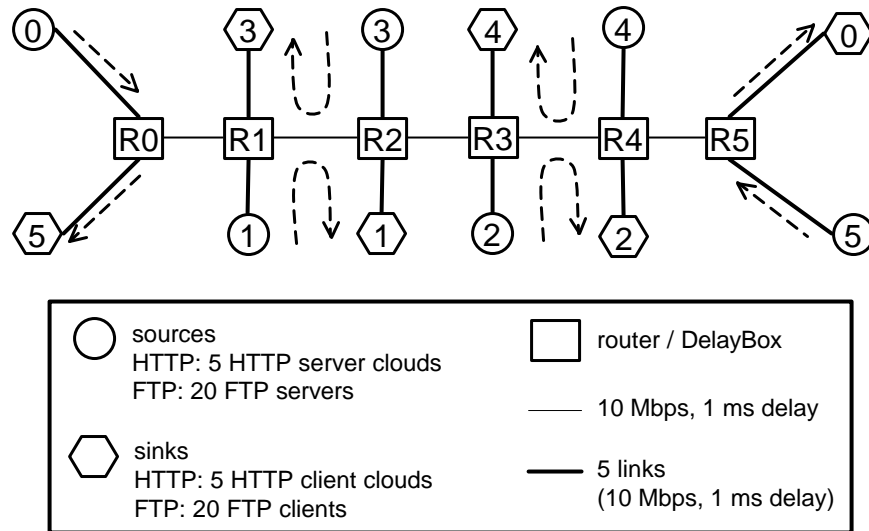 0 3 3 4 4 0
R0 R1 R2 R3 R4 R5
5 1 1 2 2 5
sources
HTTP: 5 HTTP server clouds
FTP: 20 FTP servers
sinks
HTTP: 5 HTTP client clouds
FTP: 20 FTP clients
router / DelayBox
10 Mbps, 1 ms delay
5 links
(10 Mbps, 1 ms delay)